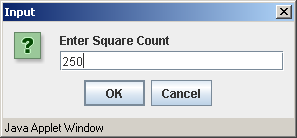 Input
?
Enter Square Count
250
OK
Cancel
Java Applet Window